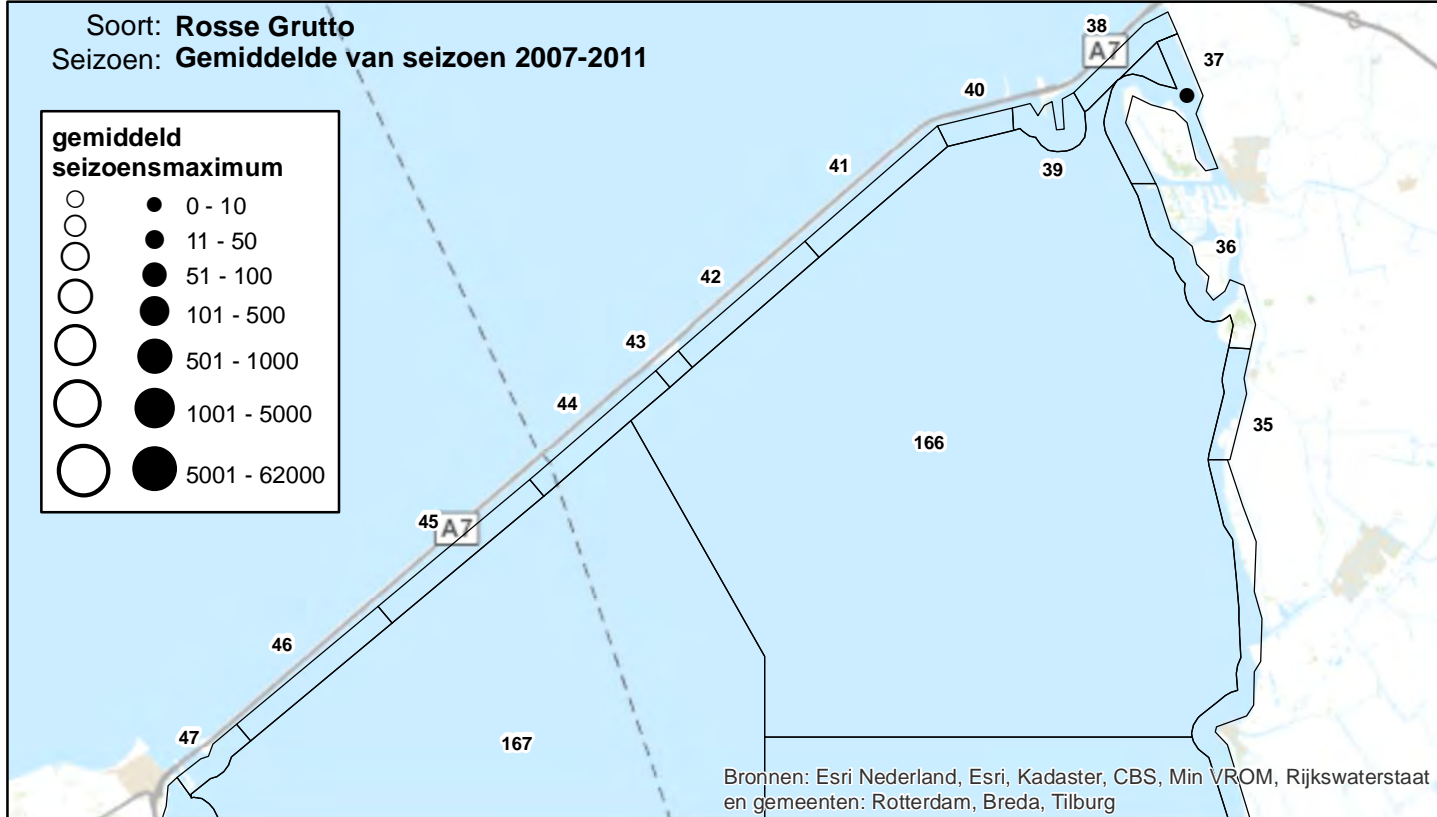 Soort: Rosse Grutto
Seizoen: Gemiddelde van seizoen 2007-2011
gemiddeld
seizoensmaximum
0 - 10
11 - 50
51 - 100
101 - 500
501 - 1000
1001 - 5000
5001 - 62000
38
A7
37
40
39
41
36
42
43
44
35
166
45
A7
46
47
167
Bronnen: Esri Nederland, Esri, Kadaster, CBS, Min VROM, Rijkswaterstaat
en gemeenten: Rotterdam, Breda, Tilburg